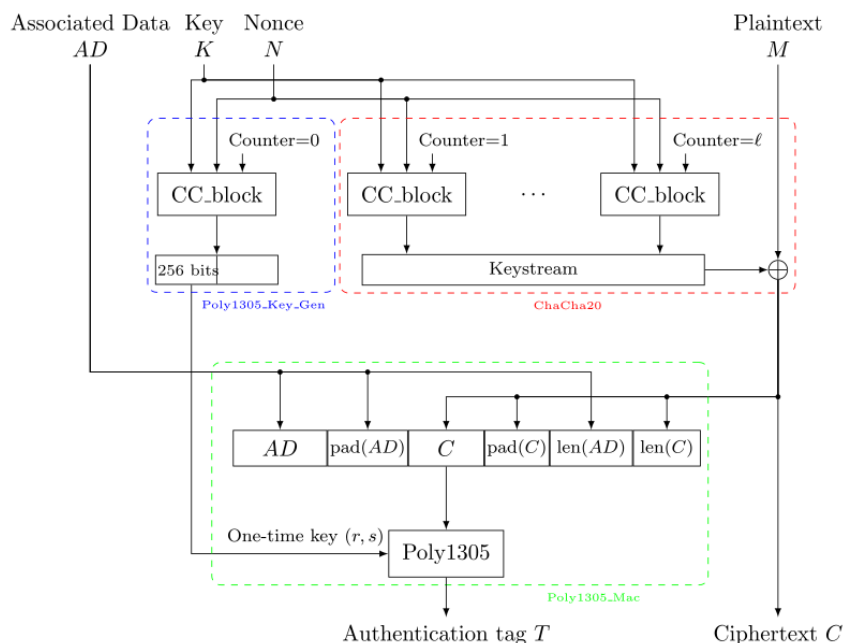 Associated Data Key Nonce Plaintext
AD K N M
Counter=0 Counter=1 Counter=ℓ
CC_block CC_block ... CC_block
256 bits Keystream
Poly1305_Key_Gen ChaCha20
AD pad(AD) C pad(C) len(AD) len(C)
One-time key (r, s)
Poly1305
Poly1305_Mac
Authentication tag T Ciphertext C